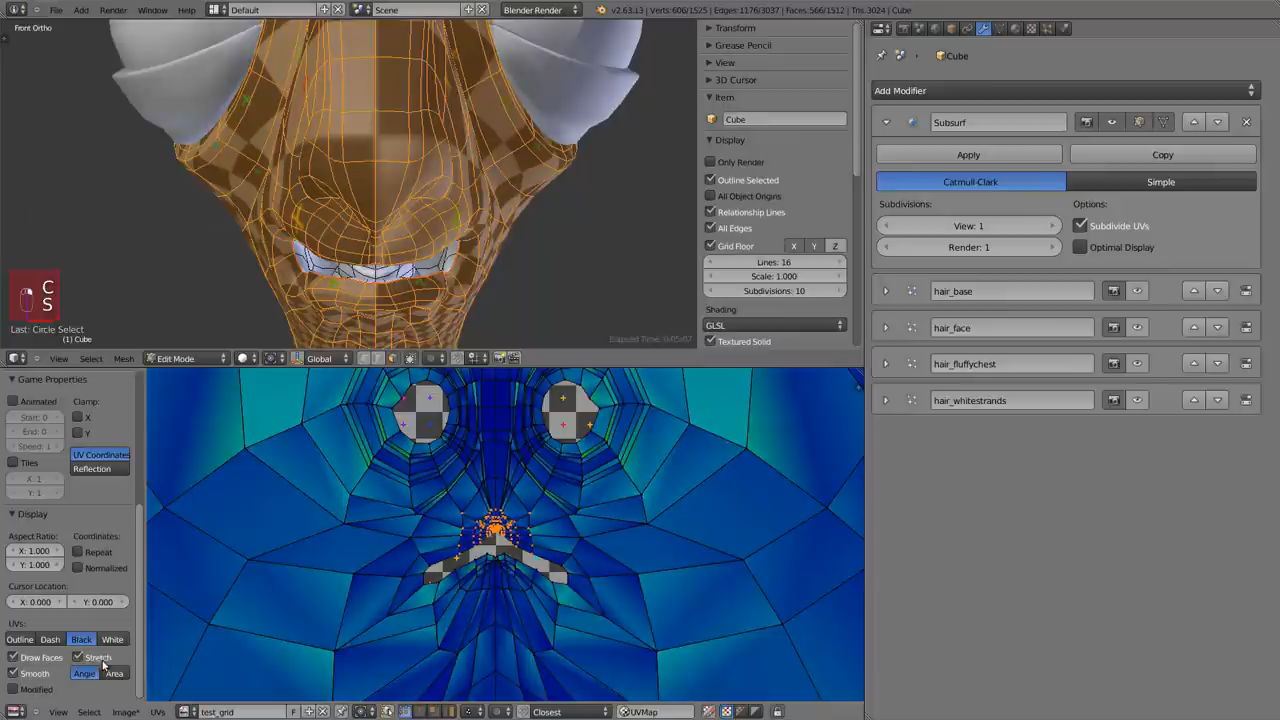 File Add Render Window Help Default Scene Blender Render v2.63.13 | Verts:606/1525 | Edges:1176/3037 | Faces:566/1512 | Tris:3024 | Cube
Front Ortho
C
S
Last: Circle Select
(1) Cube
Elapsed Time: 0:05:07
View Select Mesh Edit Mode Global
Transform
Grease Pencil
View
3D Cursor
Item
Cube
Display
Only Render
Outline Selected
All Object Origins
Relationship Lines
All Edges
Grid Floor X Y Z
Lines: 16
Scale: 1.000
Subdivisions: 10
Shading:
GLSL
Textured Solid
Cube
Add Modifier
Subsurf
Apply Copy
Catmull-Clark Simple
Subdivisions: Options:
View: 1 Subdivide UVs
Render: 1 Optimal Display
hair_base
hair_face
hair_fluffychest
hair_whitestrands
Game Properties
Animated Clamp:
Start: 0 X
End: 0 Y
Speed: 1
UV Coordinates
Tiles Reflection
X: 1
Y: 1
Display
Aspect Ratio: Coordinates:
X: 1.000 Repeat
Y: 1.000 Normalized
Cursor Location:
X: 0.000 Y: 0.000
UVs:
Outline Dash Black White
Draw Faces Stretch
Smooth Angle Area
Modified
View Select Image* UVs test_grid F Closest UVMap